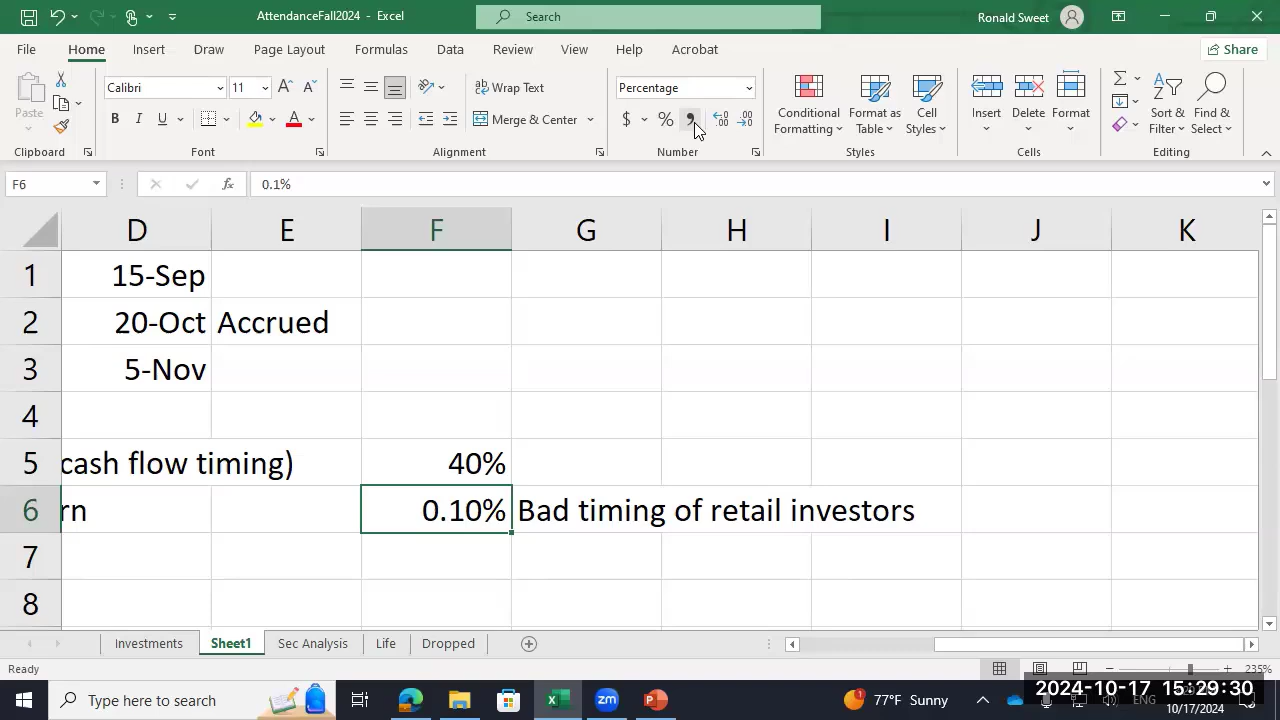 AttendanceFall2024 - Excel
Search
Ronald Sweet
File Home Insert Draw Page Layout Formulas Data Review View Help Acrobat
Share
Paste
Clipboard
Calibri 11
B I U A
Font
Wrap Text
Merge & Center
Alignment
Percentage
$ % ,
Number
Conditional Formatting
Format as Table
Cell Styles
Styles
Insert Delete Format
Cells
Sort & Filter
Find & Select
Editing
F6 fx 0.1%
D E F G H I J K
1 15-Sep
2 20-Oct Accrued
3 5-Nov
4
5 cash flow timing) 40%
6 rn 0.10% Bad timing of retail investors
7
8
Investments Sheet1 Sec Analysis Life Dropped
Ready
235%
Type here to search
77°F Sunny
2024-10-17 15:29:30
ENG
10/17/2024